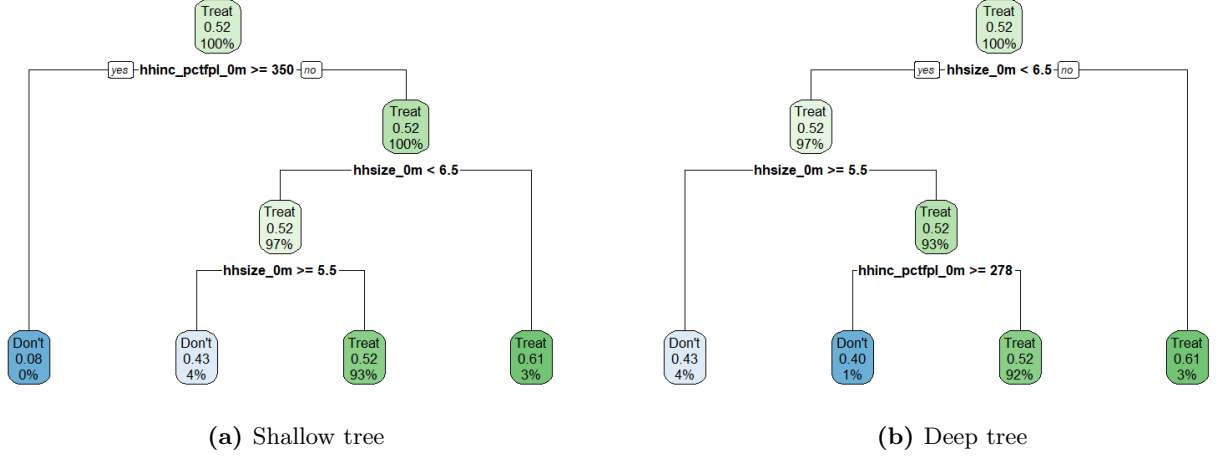 Treat
0.52
100%
yes hhinc_pctfpl_0m >= 350 no
Treat
0.52
100%
hhsize_0m < 6.5
Treat
0.52
97%
hhsize_0m >= 5.5
Don't
0.08
0%
Don't
0.43
4%
Treat
0.52
93%
Treat
0.61
3%
(a) Shallow tree
Treat
0.52
100%
yes hhsize_0m < 6.5 no
Treat
0.52
97%
hhsize_0m >= 5.5
Treat
0.52
93%
hhinc_pctfpl_0m >= 278
Don't
0.43
4%
Don't
0.40
1%
Treat
0.52
92%
Treat
0.61
3%
(b) Deep tree